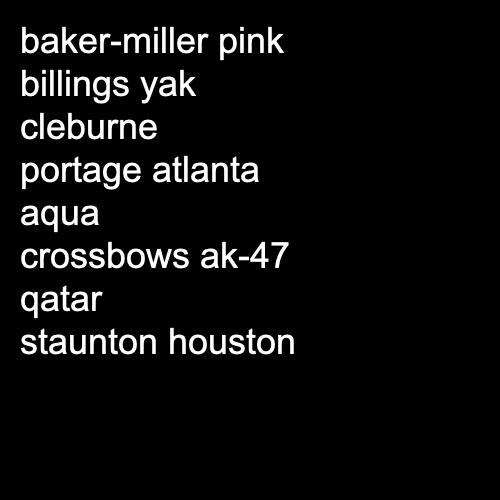 baker-miller pink
billings yak
cleburne
portage atlanta
aqua
crossbows ak-47
qatar
staunton houston